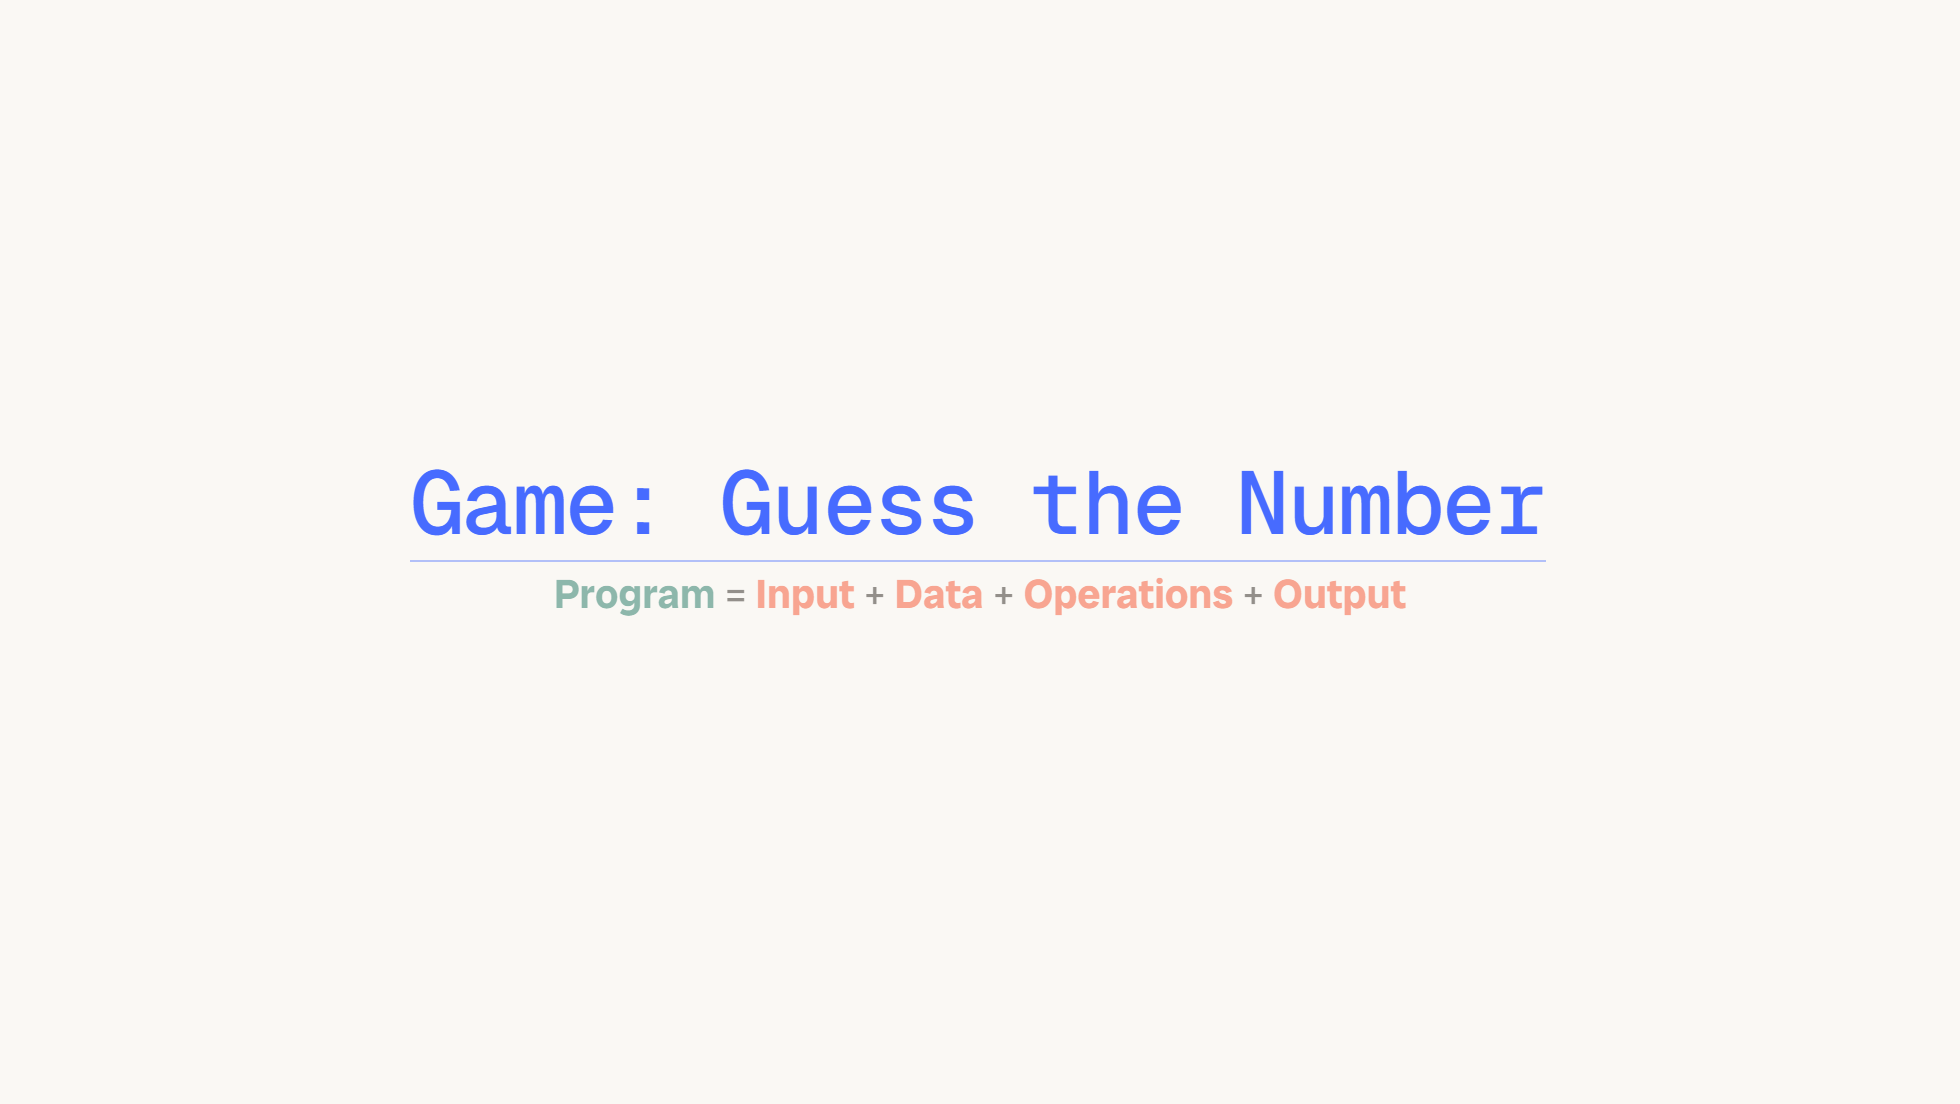 Game: Guess the Number
Program = Input + Data + Operations + Output